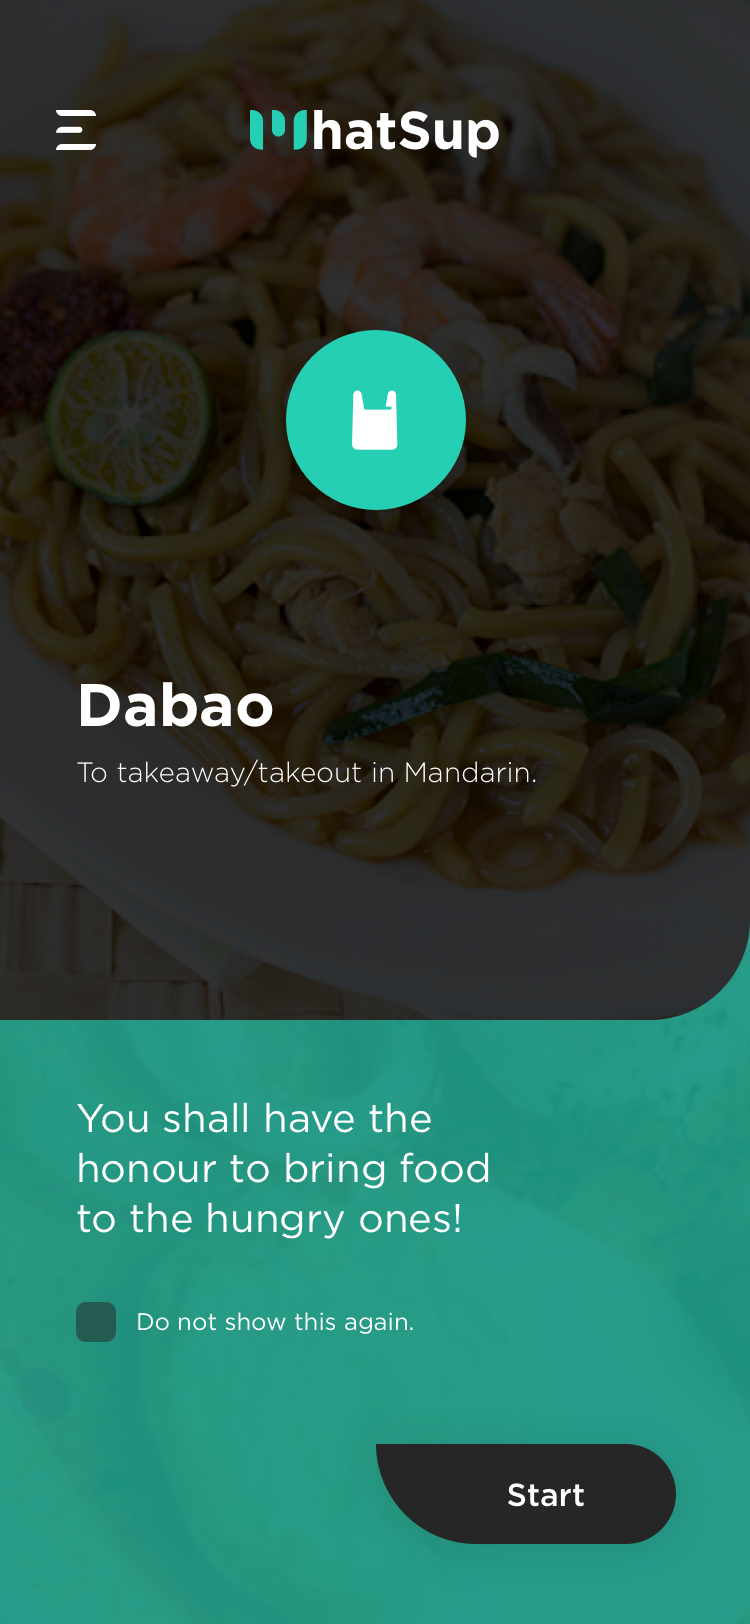 WhatSup
Dabao
To takeaway/takeout in Mandarin.
You shall have the
honour to bring food
to the hungry ones!
Do not show this again.
Start